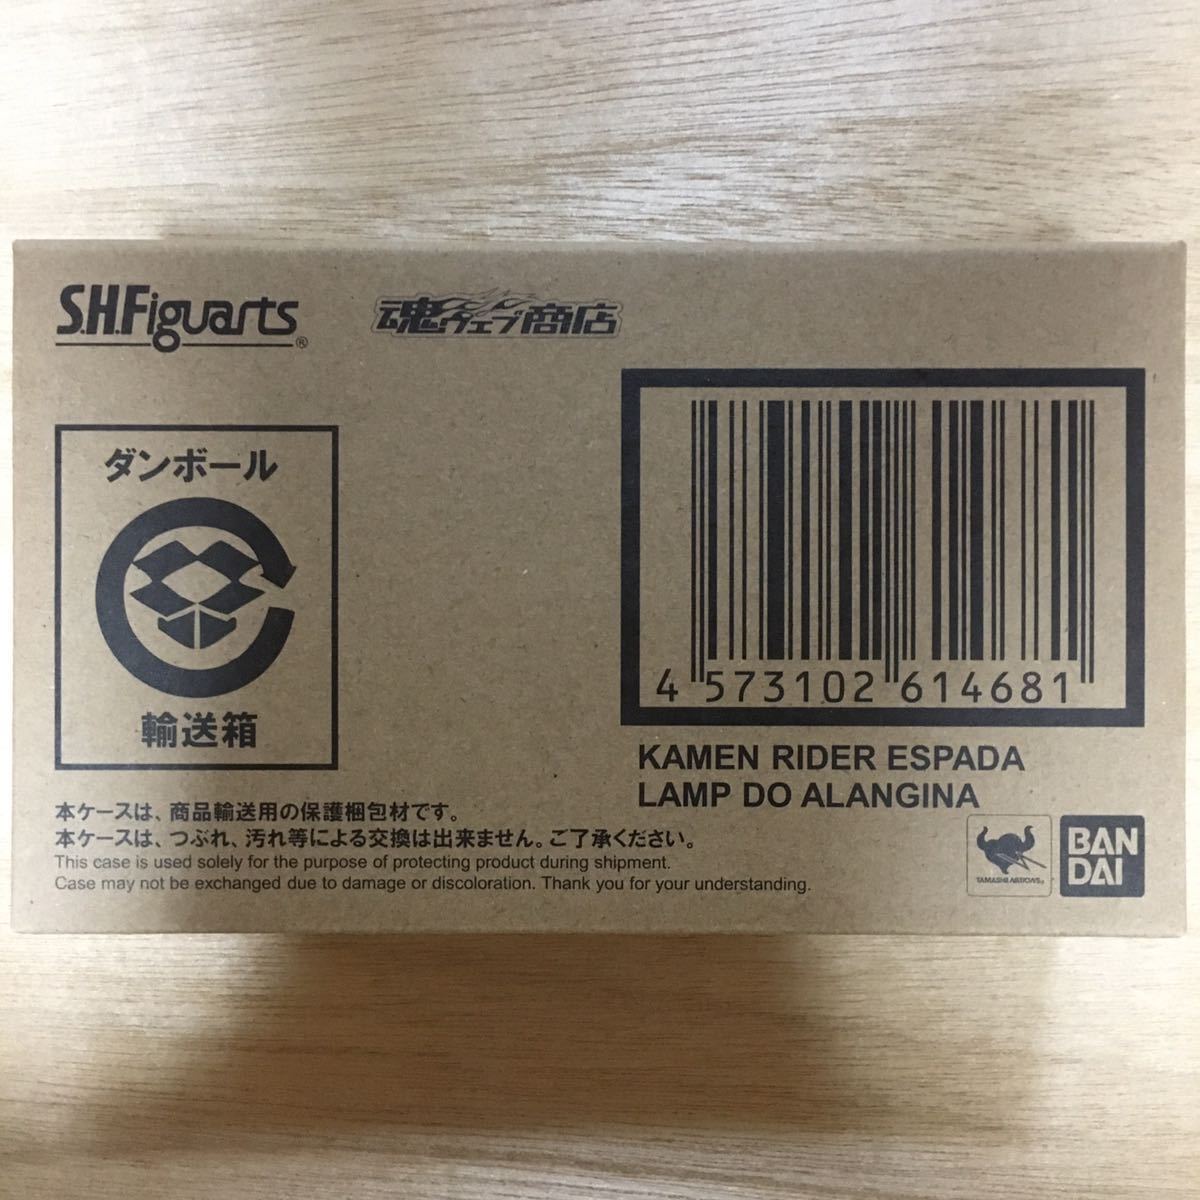 S.H.Figuarts®
魂ウェブ商店
ダンボール
輸送箱
4 573102 614681
KAMEN RIDER ESPADA
LAMP DO ALANGINA
本ケースは、商品輸送用の保護梱包材です。
本ケースは、つぶれ、汚れ等による交換は出来ません。ご了承ください。
This case is used solely for the purpose of protecting product during shipment.
Case may not be exchanged due to damage or discoloration. Thank you for your understanding.
TAMASHII NATIONS
BAN
DAI